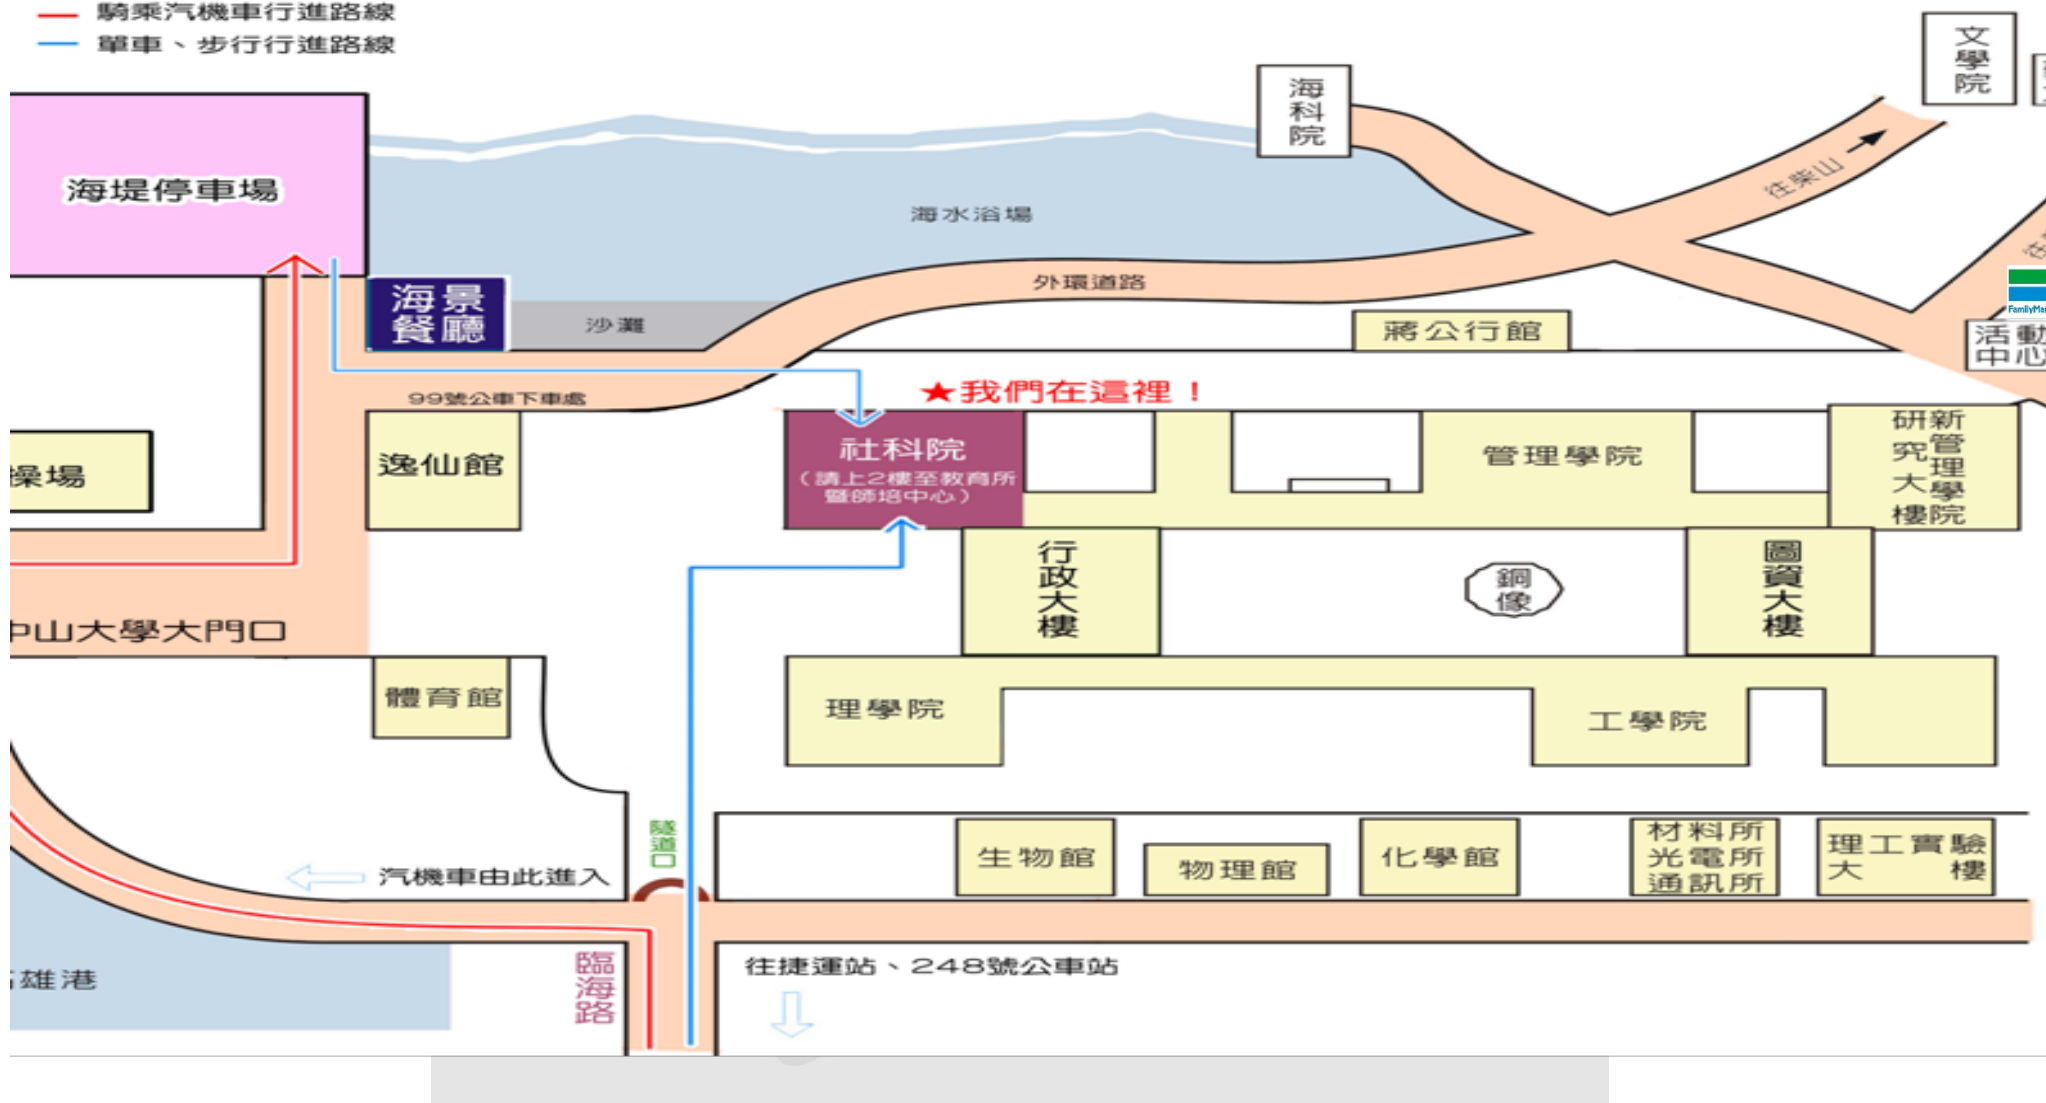 騎乘汽機車行進路線
單車、步行行進路線
文學院
海科院
海堤停車場
往柴山
海水浴場
外環道路
FamilyMar
海景餐廳
沙灘
蔣公行館
活動中心
99號公車下車處
★我們在這裡！
操場
逸仙館
社科院
（請上2樓至教育所
暨師培中心）
管理學院
新管理學院
研究大樓
行政大樓
銅像
圖資大樓
中山大學大門口
體育館
理學院
工學院
隧道口
汽機車由此進入
生物館
物理館
化學館
材料所
光電所
通訊所
理工實驗
大樓
雄港
臨海路
往捷運站、248號公車站